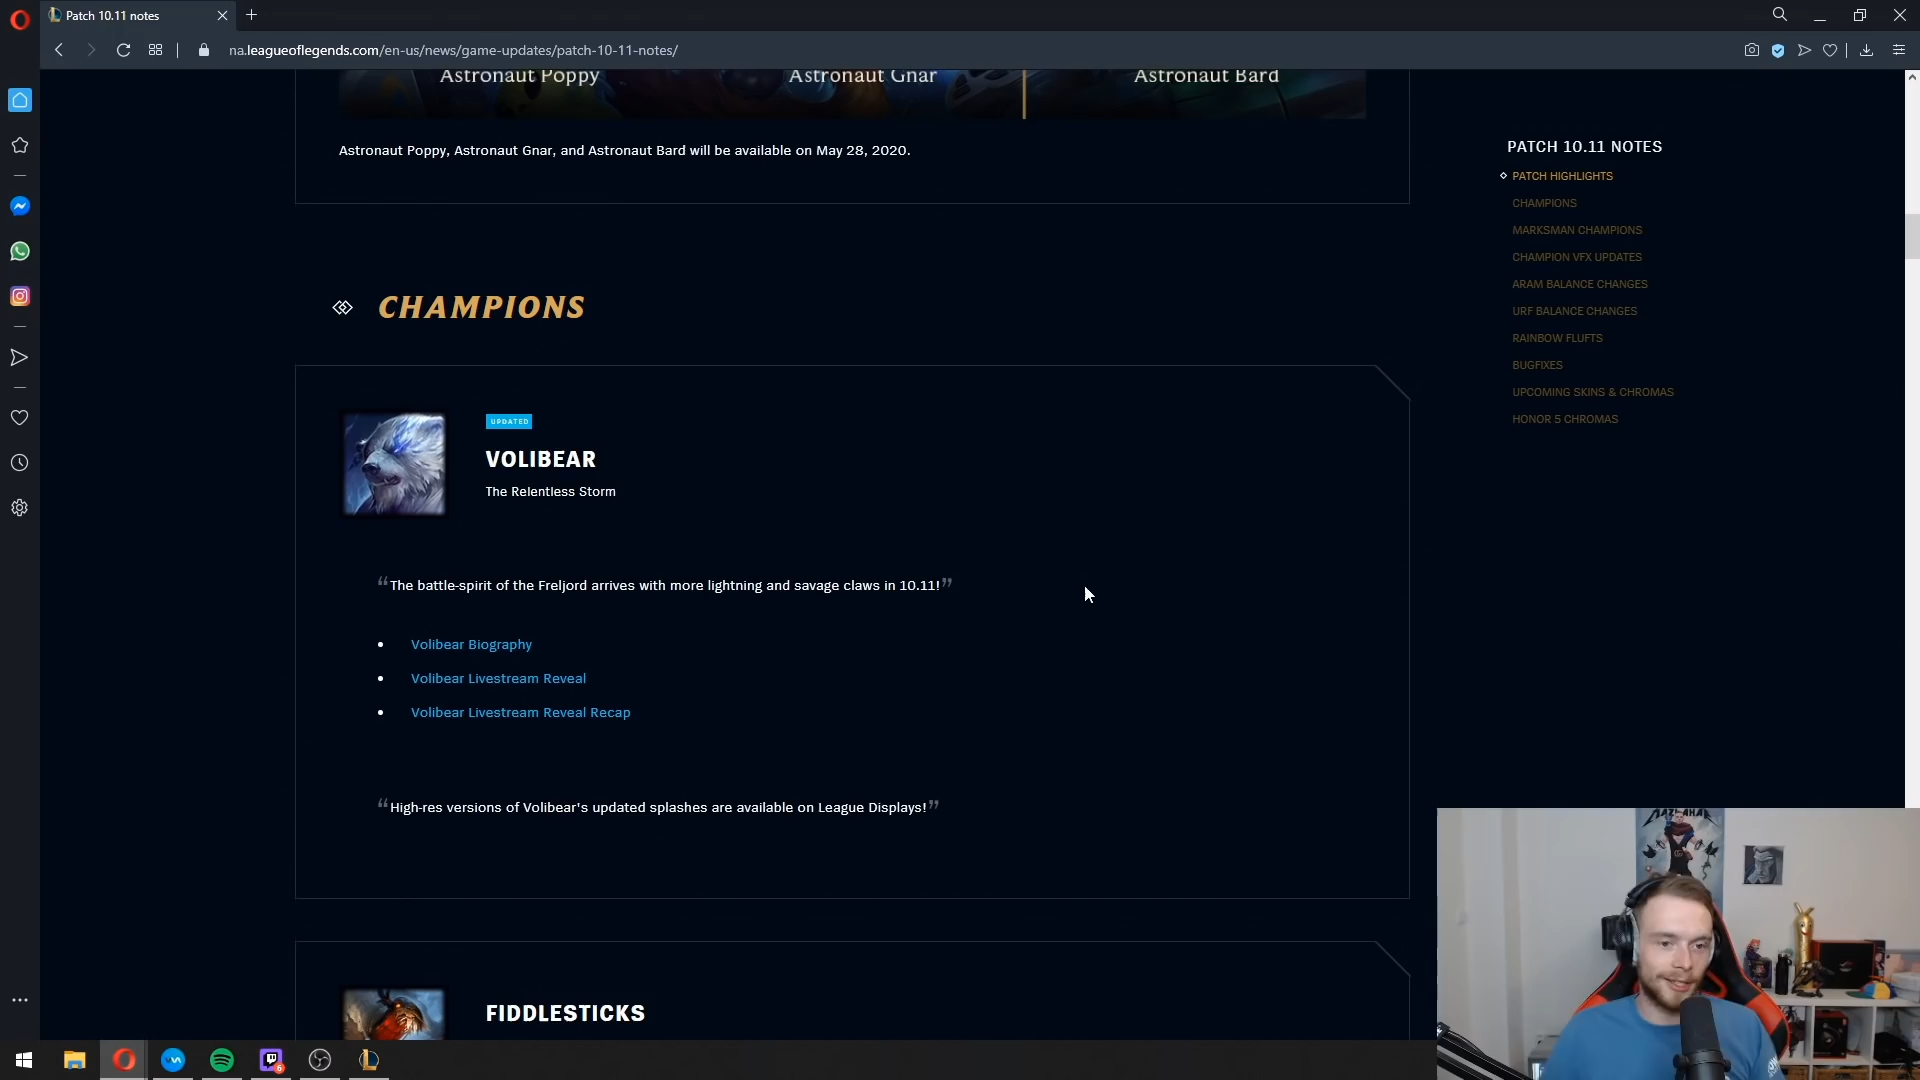 Patch 10.11 notes
na.leagueoflegends.com/en-us/news/game-updates/patch-10-11-notes/
Astronaut Poppy
Astronaut Gnar
Astronaut Bard
Astronaut Poppy, Astronaut Gnar, and Astronaut Bard will be available on May 28, 2020.
CHAMPIONS
UPDATED
VOLIBEAR
The Relentless Storm
“The battle-spirit of the Freljord arrives with more lightning and savage claws in 10.11!”
• Volibear Biography
• Volibear Livestream Reveal
• Volibear Livestream Reveal Recap
“High-res versions of Volibear's updated splashes are available on League Displays!”
FIDDLESTICKS
PATCH 10.11 NOTES
PATCH HIGHLIGHTS
CHAMPIONS
MARKSMAN CHAMPIONS
CHAMPION VFX UPDATES
ARAM BALANCE CHANGES
URF BALANCE CHANGES
RAINBOW FLUFTS
BUGFIXES
UPCOMING SKINS & CHROMAS
HONOR 5 CHROMAS
6